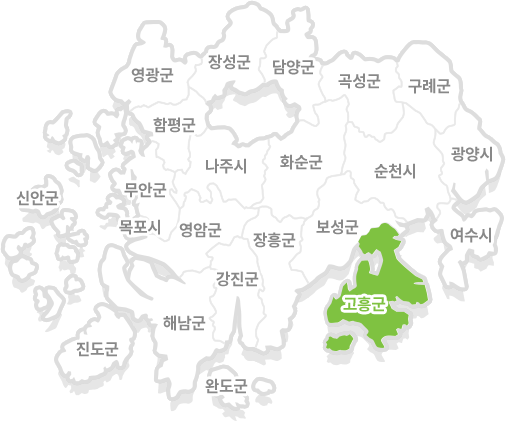 장성군
담양군
영광군
곡성군
구례군
함평군
광양시
나주시
화순군
순천시
무안군
신안군
목포시
영암군
장흥군
보성군
여수시
강진군
고흥군
해남군
진도군
완도군